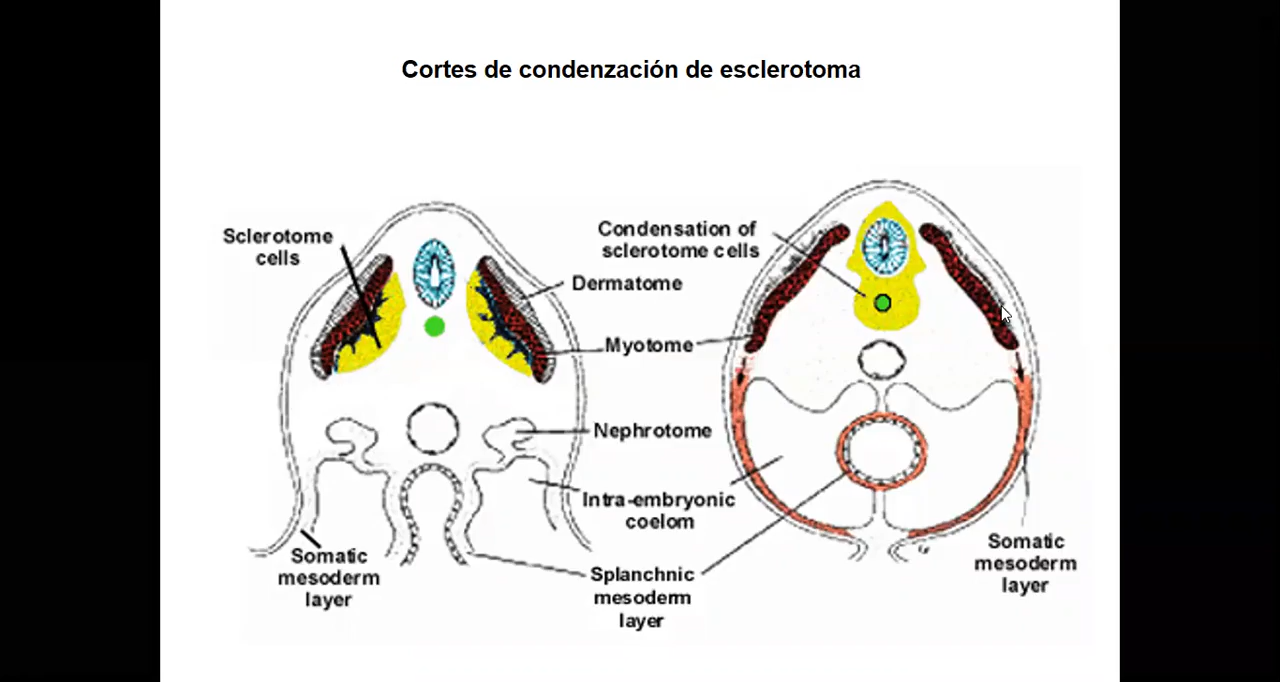 Cortes de condenzación de esclerotoma
Sclerotome
cells
Condensation of
sclerotome cells
Dermatome
Myotome
Nephrotome
Intra-embryonic
coelom
Somatic
mesoderm
layer
Splanchnic
mesoderm
layer
Somatic
mesoderm
layer